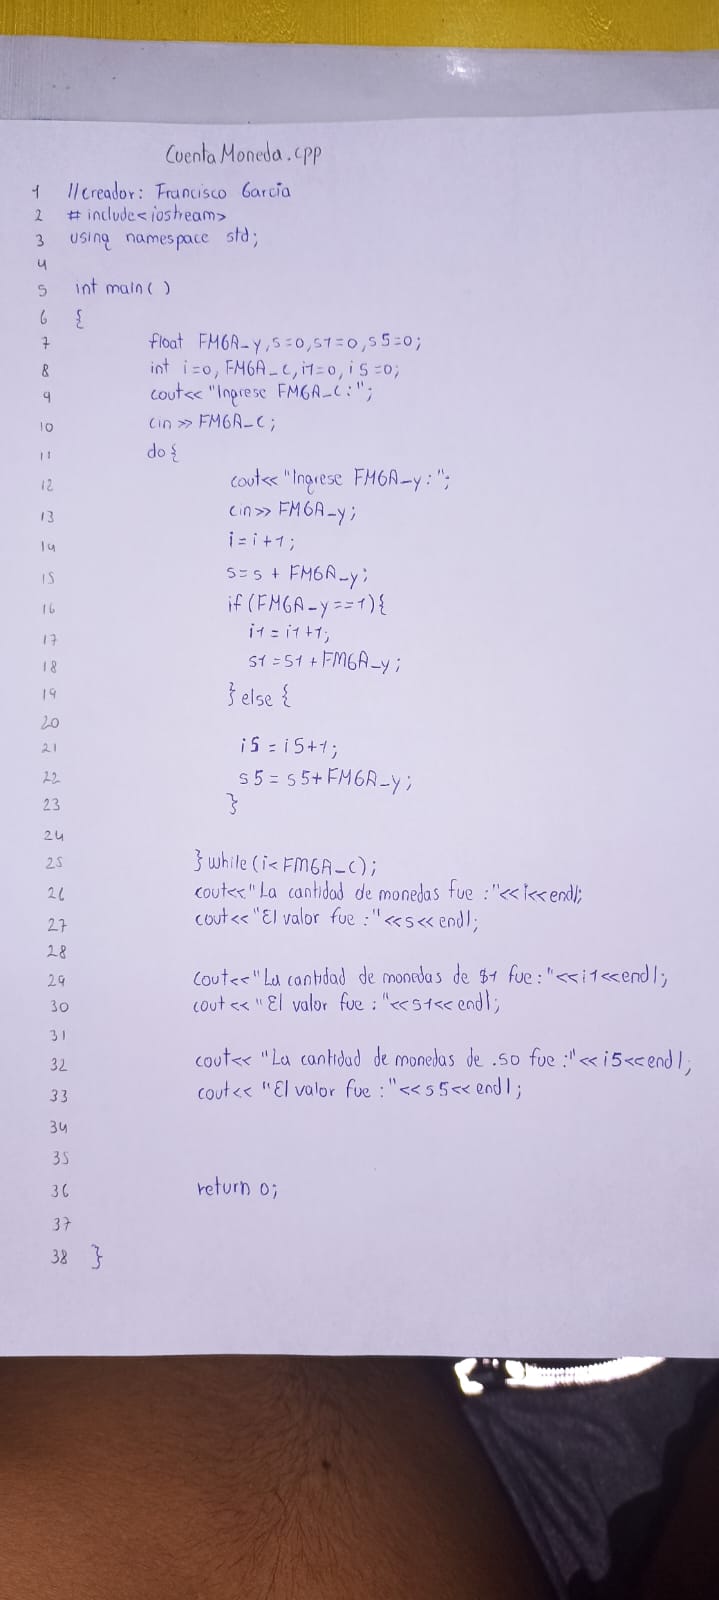 CuentaMoneda.cpp
1 //Creador: Francisco Garcia
2 # include<iostream>
3 using namespace std;
4
5 int main( )
6 {
7 float FMGA_y,s=0,s1=0,s5=0;
8 int i=0, FMGA_C,i1=0, i5=0;
9 cout<< "Ingrese FMGA_C:";
10 cin >> FMGA_C;
11 do {
12 cout<< "Ingrese FMGA_y: ";
13 cin>> FMGA_y;
14 i= i+1;
15 s=s + FMGA_y;
16 if (FMGA_y==1){
17 i1 = i1+1;
18 s1 =s1 + FMGA_y;
19 } else {
20
21 i5 = i5+1;
22 s5 = s5+ FMGA_y;
23 }
24
25 } while (i< FMGA_C);
26 cout<<"La cantidad de monedas fue :"<<i<<endl;
27 cout<<"El valor fue :"<<s<<endl;
28
29 cout<<"La cantidad de monedas de $1 fue:"<<i1<<endl;
30 cout << "El valor fue : "<<s1<<endl;
31
32 cout<< "La cantidad de monedas de .50 fue :"<< i5<<endl;
33 cout<< "El valor fue : "<<s5<< endl;
34
35
36 return 0;
37
38 }